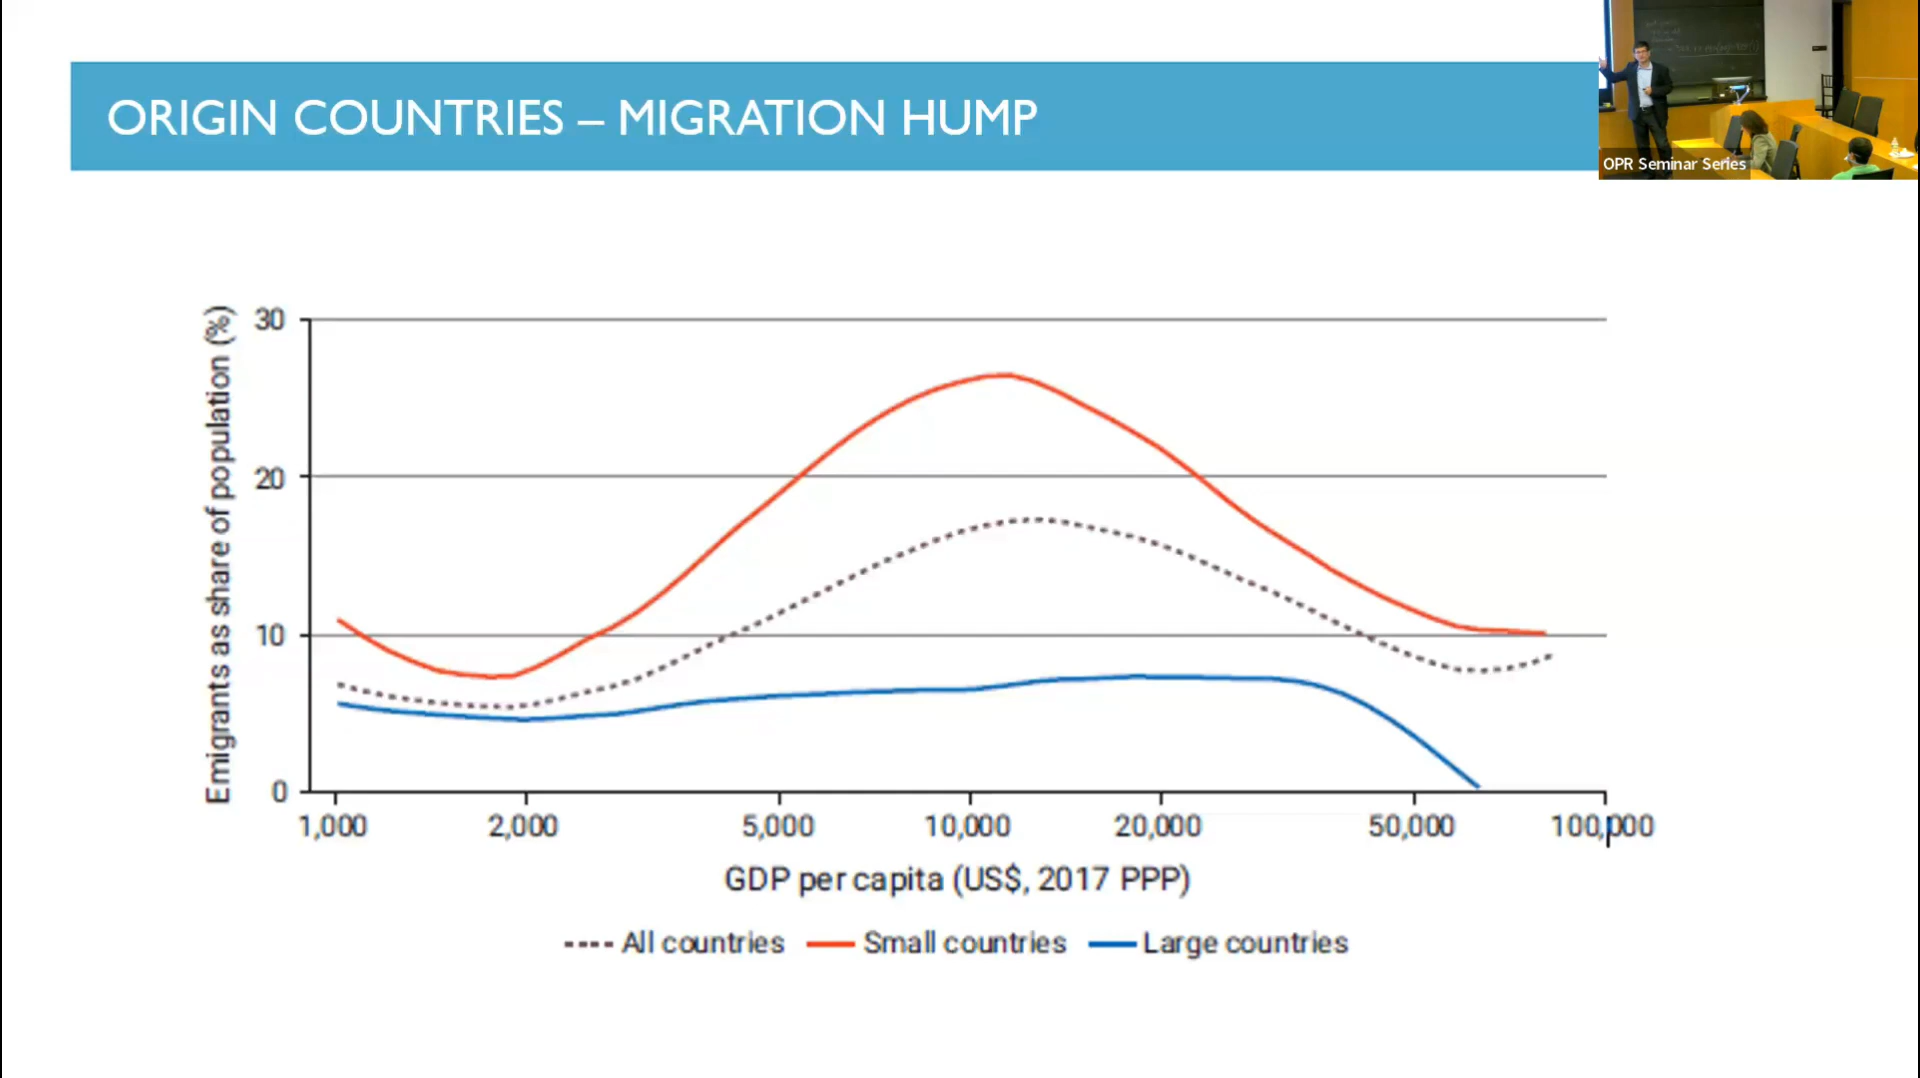 ORIGIN COUNTRIES – MIGRATION HUMP
OPR Seminar Series
Emigrants as share of population (%)
30
20
10
0
1,000 2,000 5,000 10,000 20,000 50,000 100,000
GDP per capita (US$, 2017 PPP)
All countries Small countries Large countries